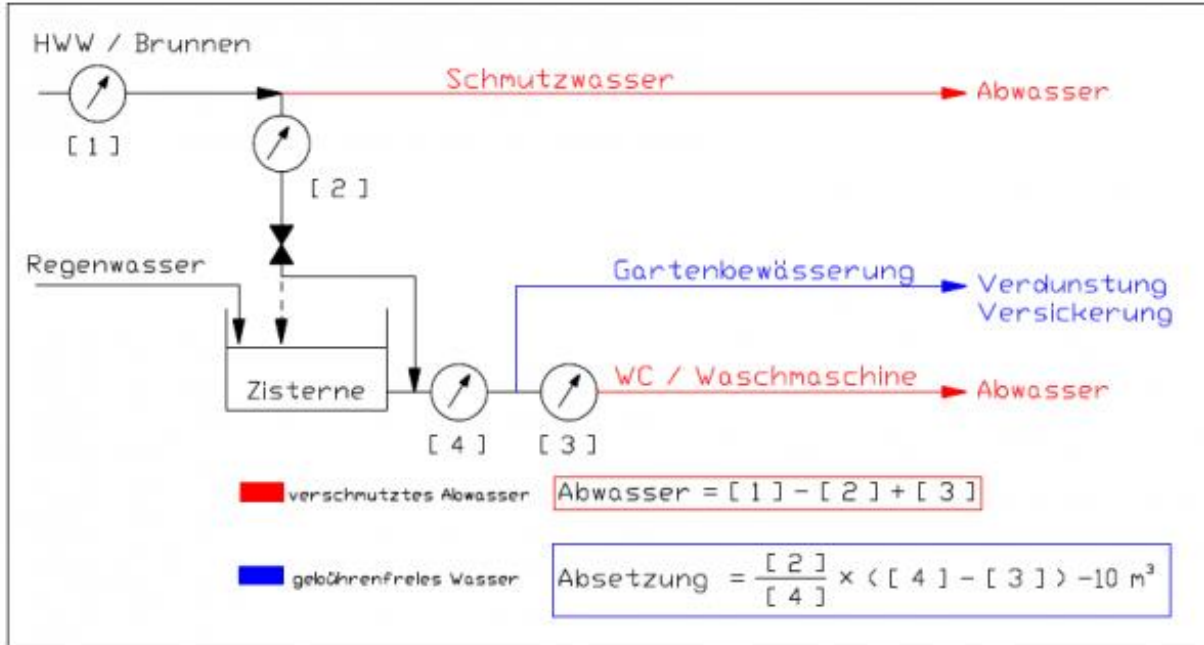 HWW / Brunnen
Schmutzwasser
Abwasser
[ 1 ]
[ 2 ]
Regenwasser
Gartenbewässerung
Verdunstung
Versickerung
Zisterne
WC / Waschmaschine
Abwasser
[ 4 ]
[ 3 ]
verschmutztes Abwasser
Abwasser = [ 1 ] - [ 2 ] + [ 3 ]
gebührenfreies Wasser
Absetzung = [ 2 ] / [ 4 ] × ( [ 4 ] - [ 3 ] ) -10 m³